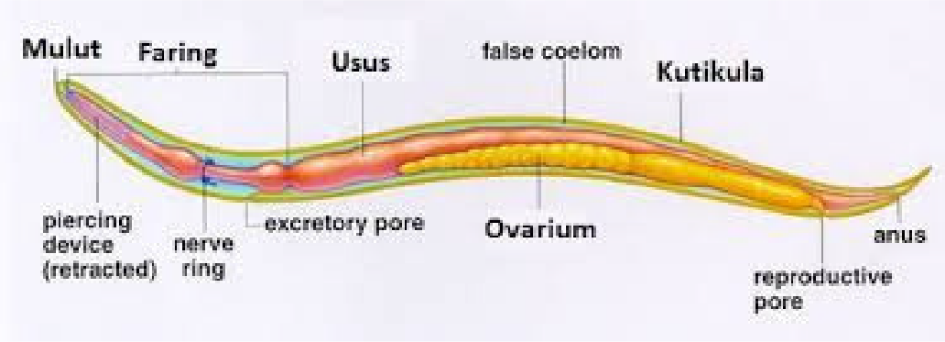 Mulut
Faring
Usus
false coelom
Kutikula
piercing
device
(retracted)
nerve
ring
excretory pore
Ovarium
anus
reproductive
pore